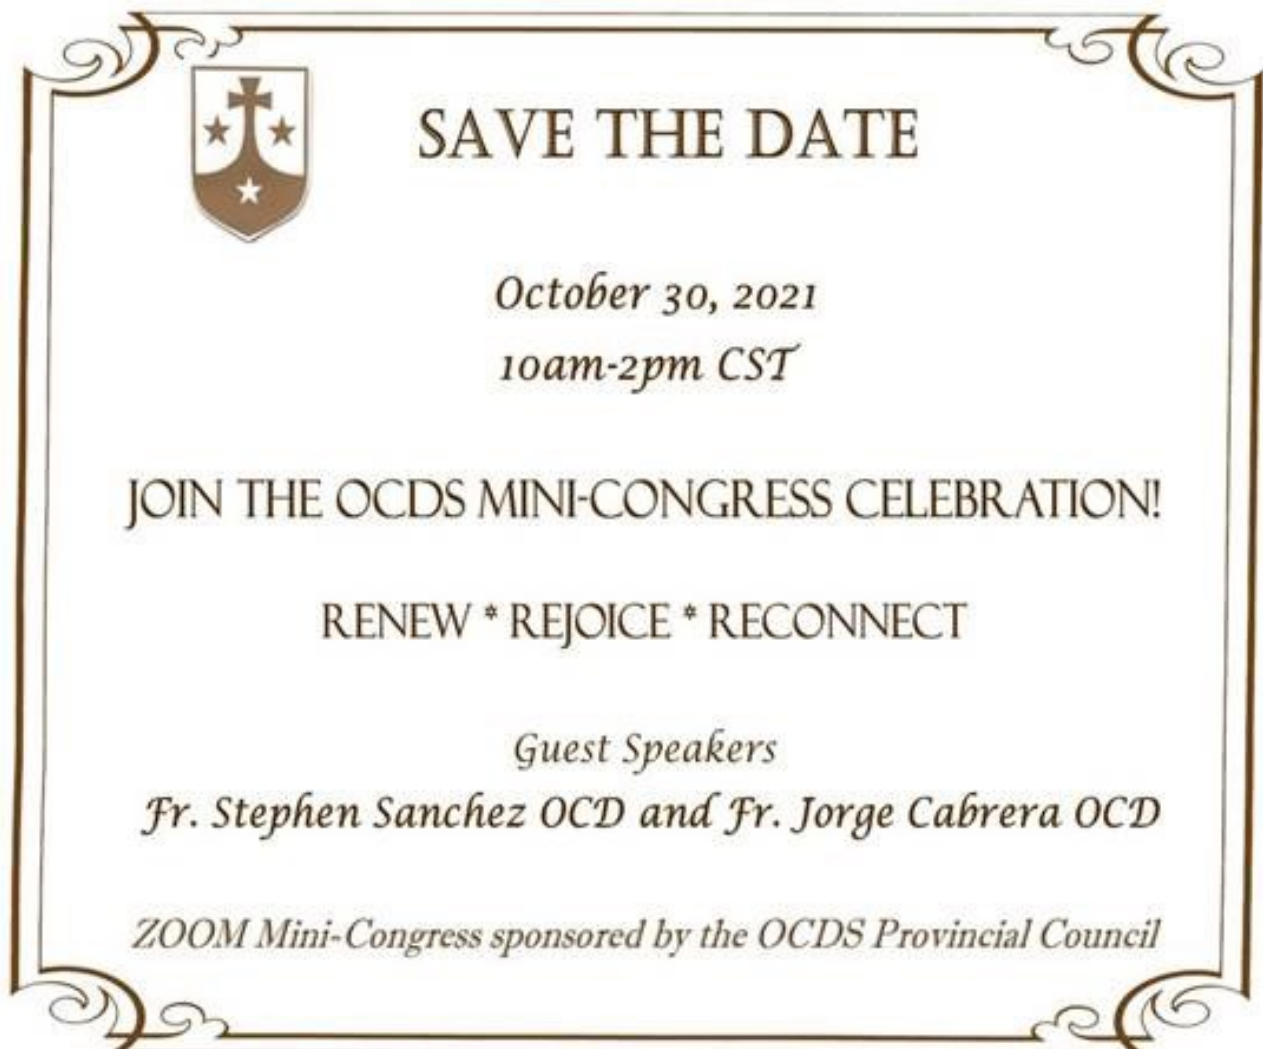 SAVE THE DATE
October 30, 2021
10am-2pm CST
JOIN THE OCDS MINI-CONGRESS CELEBRATION!
RENEW * REJOICE * RECONNECT
Guest Speakers
Fr. Stephen Sanchez OCD and Fr. Jorge Cabrera OCD
ZOOM Mini-Congress sponsored by the OCDS Provincial Council